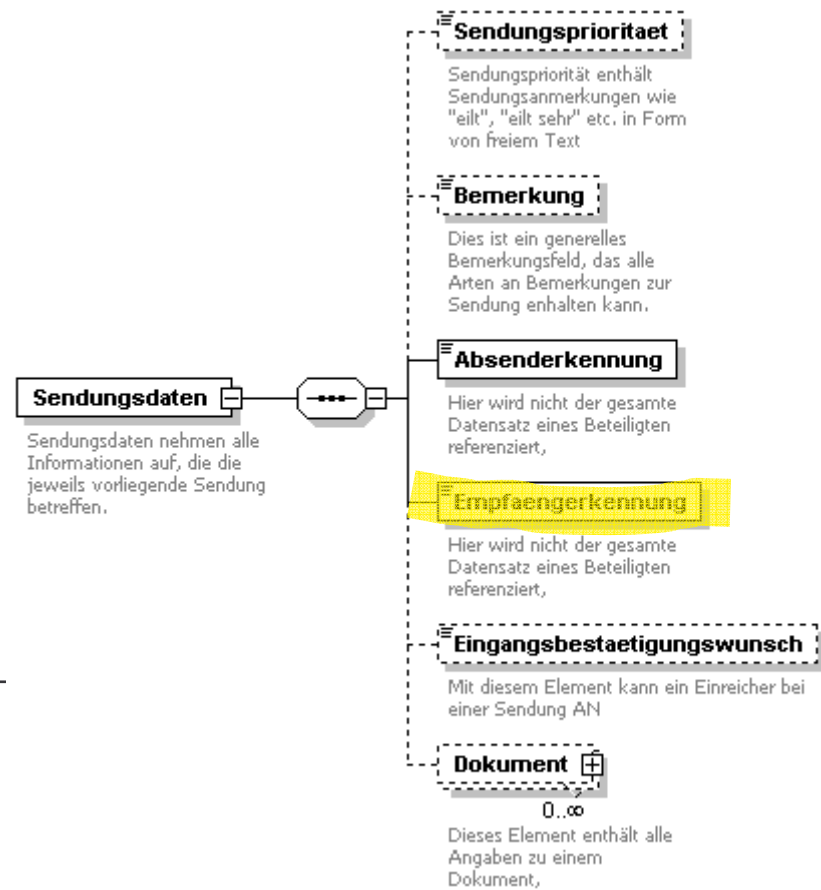 Sendungsprioritaet
Sendungspriorität enthält
Sendungsanmerkungen wie
"eilt", "eilt sehr" etc. in Form
von freiem Text
Bemerkung
Dies ist ein generelles
Bemerkungsfeld, das alle
Arten an Bemerkungen zur
Sendung enhalten kann.
Absenderkennung
Hier wird nicht der gesamte
Datensatz eines Beteiligten
referenziert,
Sendungsdaten
Sendungsdaten nehmen alle
Informationen auf, die die
jeweils vorliegende Sendung
betreffen.
Empfaengerkennung
Hier wird nicht der gesamte
Datensatz eines Beteiligten
referenziert,
Eingangsbestaetigungswunsch
Mit diesem Element kann ein Einreicher bei
einer Sendung AN
Dokument
0..∞
Dieses Element enthält alle
Angaben zu einem
Dokument,